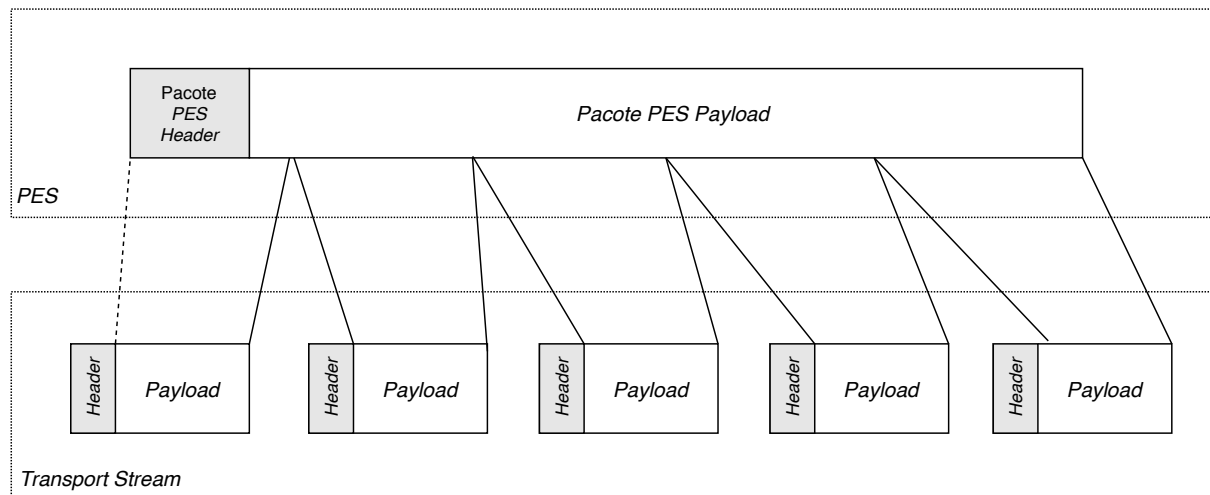 Pacote
PES
Header
Pacote PES Payload
PES
Header
Payload
Header
Payload
Header
Payload
Header
Payload
Header
Payload
Transport Stream